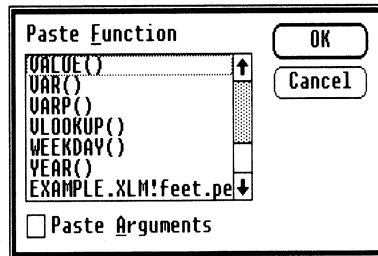 Paste Function
OK
VALUE()
Cancel
VAR()
VARP()
VLOOKUP()
WEEKDAY()
YEAR()
EXAMPLE.XLM!feet.pe
Paste Arguments